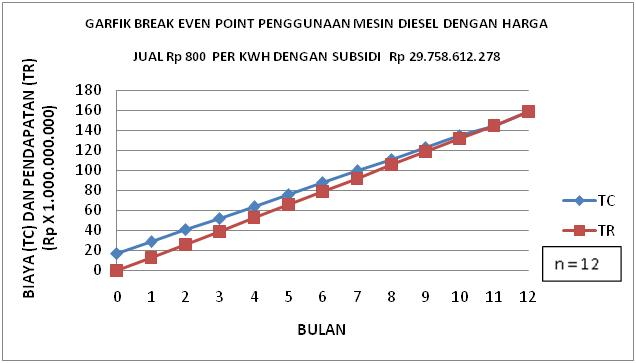 GARFIK BREAK EVEN POINT PENGGUNAAN MESIN DIESEL DENGAN HARGA
JUAL Rp 800 PER KWH DENGAN SUBSIDI Rp 29.758.612.278
BIAYA (TC) DAN PENDAPATAN (TR)
(Rp X 1.000.000.000)
180
160
140
120
100
80
60
40
20
0
0 1 2 3 4 5 6 7 8 9 10 11 12
BULAN
TC
TR
n = 12